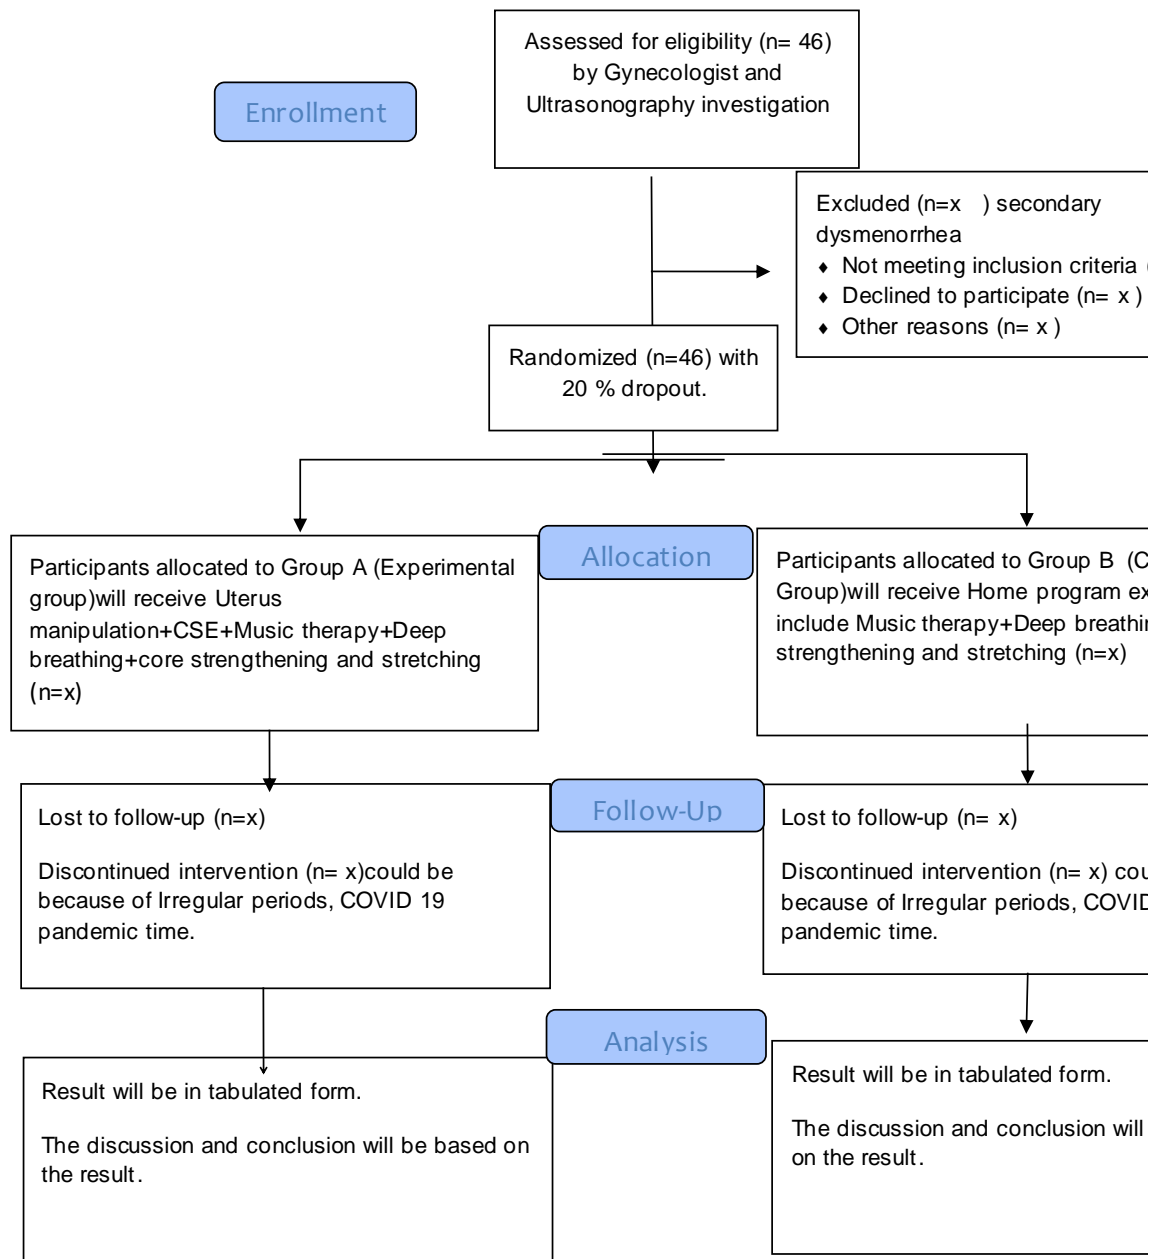 Assessed for eligibility (n= 46)
by Gynecologist and
Ultrasonography investigation
Enrollment
Excluded (n=x ) secondary
dysmenorrhea
♦ Not meeting inclusion criteria (
♦ Declined to participate (n= x )
♦ Other reasons (n= x )
Randomized (n=46) with
20 % dropout.
Allocation
Participants allocated to Group A (Experimental
group)will receive Uterus
manipulation+CSE+Music therapy+Deep
breathing+core strengthening and stretching
(n=x)
Participants allocated to Group B (C
Group)will receive Home program ex
include Music therapy+Deep breathin
strengthening and stretching (n=x)
Follow-Up
Lost to follow-up (n=x)
Discontinued intervention (n= x)could be
because of Irregular periods, COVID 19
pandemic time.
Lost to follow-up (n= x)
Discontinued intervention (n= x) cou
because of Irregular periods, COVID
pandemic time.
Analysis
Result will be in tabulated form.
The discussion and conclusion will be based on
the result.
Result will be in tabulated form.
The discussion and conclusion will
on the result.